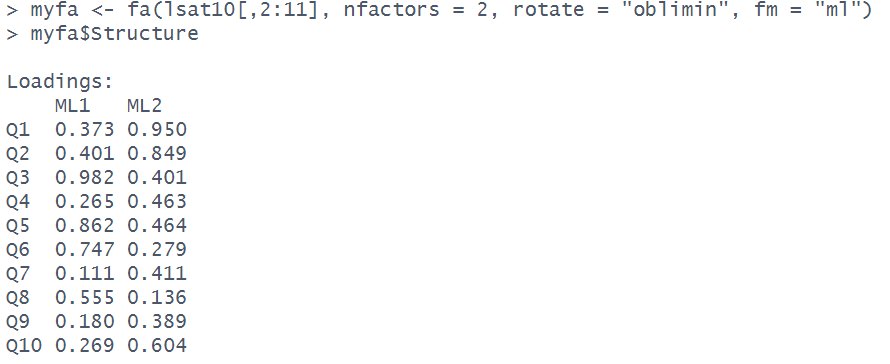 > myfa <- fa(lsat10[,2:11], nfactors = 2, rotate = "oblimin", fm = "ml")
> myfa$Structure

Loadings:
    ML1   ML2
Q1  0.373 0.950
Q2  0.401 0.849
Q3  0.982 0.401
Q4  0.265 0.463
Q5  0.862 0.464
Q6  0.747 0.279
Q7  0.111 0.411
Q8  0.555 0.136
Q9  0.180 0.389
Q10 0.269 0.604